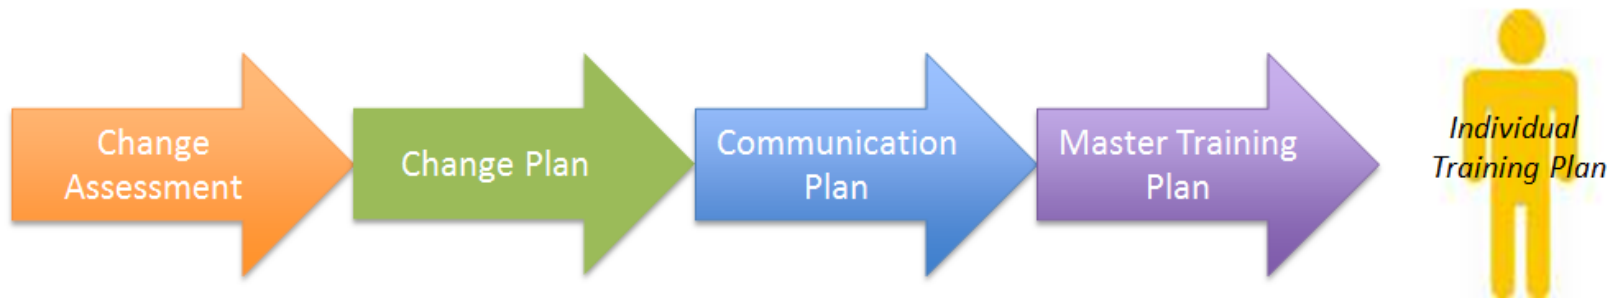 Change
Assessment
Change Plan
Communication
Plan
Master Training
Plan
Individual
Training Plan